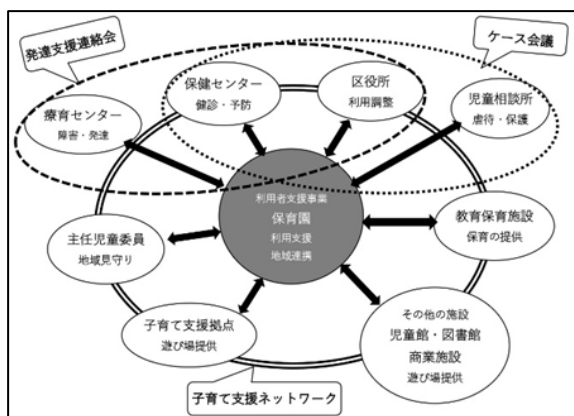 発達支援連絡会
ケース会議
保健センター
健診・予防
区役所
利用調整
療育センター
障害・発達
児童相談所
虐待・保護
利用者支援事業
保育園
利用支援
地域連携
主任児童委員
地域見守り
教育保育施設
保育の提供
子育て支援拠点
遊び場提供
その他の施設
児童館・図書館
商業施設
遊び場提供
子育て支援ネットワーク